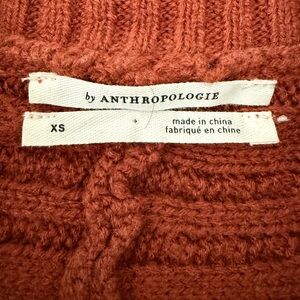 by ANTHROPOLOGIE
XS made in china
fabriqué en chine